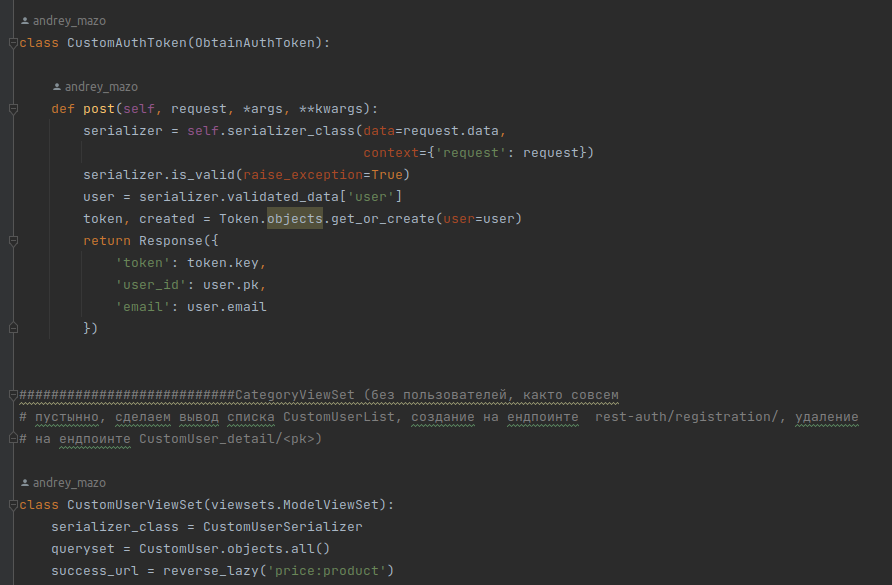 andrey_mazo
class CustomAuthToken(ObtainAuthToken):
andrey_mazo
def post(self, request, *args, **kwargs):
serializer = self.serializer_class(data=request.data,
context={'request': request})
serializer.is_valid(raise_exception=True)
user = serializer.validated_data['user']
token, created = Token.objects.get_or_create(user=user)
return Response({
'token': token.key,
'user_id': user.pk,
'email': user.email
})
###########################CategoryViewSet (без пользователей, както совсем
# пустынно, сделаем вывод списка CustomUserList, создание на ендпоинте  rest-auth/registration/, удаление
# на ендпоинте CustomUser_detail/<pk>)
andrey_mazo
class CustomUserViewSet(viewsets.ModelViewSet):
serializer_class = CustomUserSerializer
queryset = CustomUser.objects.all()
success_url = reverse_lazy('price:product')